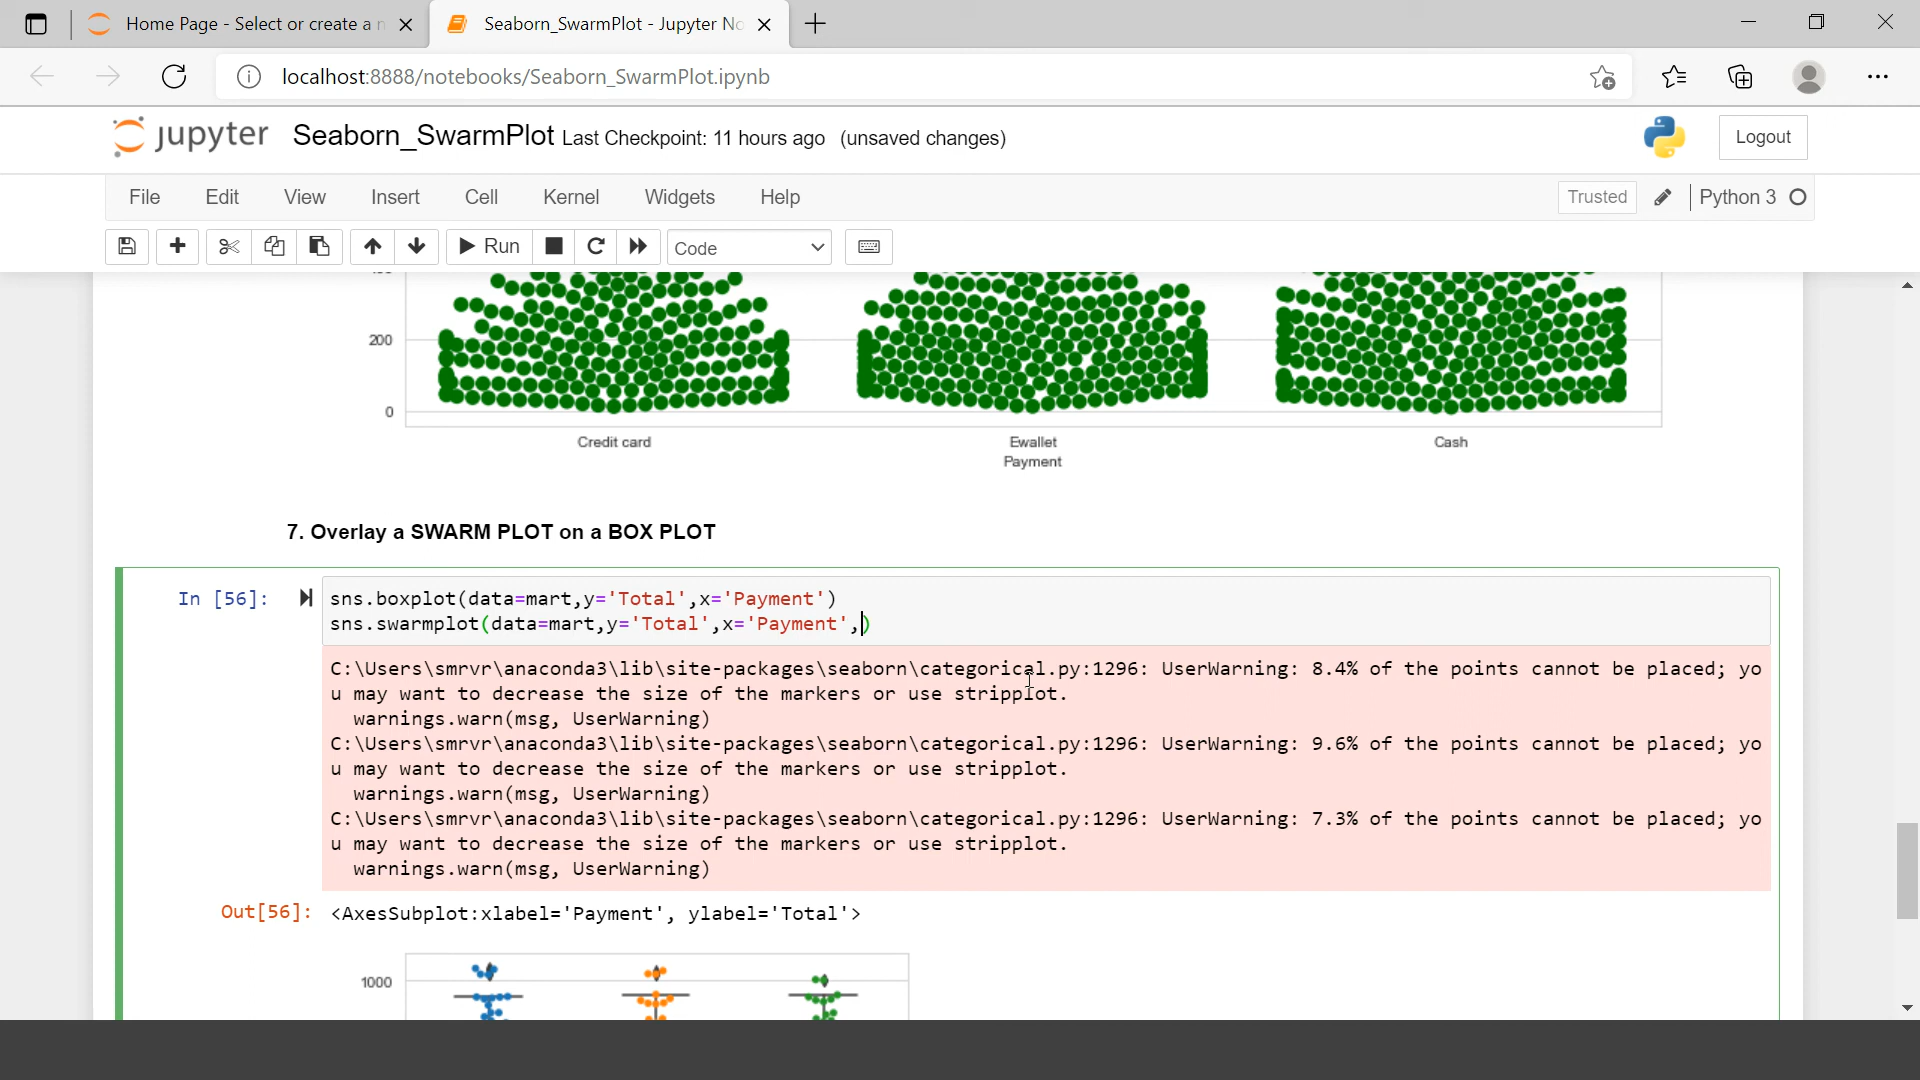 Home Page - Select or create a n
Seaborn_SwarmPlot - Jupyter No
localhost:8888/notebooks/Seaborn_SwarmPlot.ipynb
jupyter Seaborn_SwarmPlot Last Checkpoint: 11 hours ago (unsaved changes)
Logout
File Edit View Insert Cell Kernel Widgets Help
Trusted
Python 3
Run
Code
200
0
Credit card
Ewallet
Cash
Payment
7. Overlay a SWARM PLOT on a BOX PLOT
In [56]:
sns.boxplot(data=mart,y='Total',x='Payment')
sns.swarmplot(data=mart,y='Total',x='Payment',)
C:\Users\smrvr\anaconda3\lib\site-packages\seaborn\categorical.py:1296: UserWarning: 8.4% of the points cannot be placed; yo
u may want to decrease the size of the markers or use stripplot.
warnings.warn(msg, UserWarning)
C:\Users\smrvr\anaconda3\lib\site-packages\seaborn\categorical.py:1296: UserWarning: 9.6% of the points cannot be placed; yo
u may want to decrease the size of the markers or use stripplot.
warnings.warn(msg, UserWarning)
C:\Users\smrvr\anaconda3\lib\site-packages\seaborn\categorical.py:1296: UserWarning: 7.3% of the points cannot be placed; yo
u may want to decrease the size of the markers or use stripplot.
warnings.warn(msg, UserWarning)
Out[56]: <AxesSubplot:xlabel='Payment', ylabel='Total'>
1000